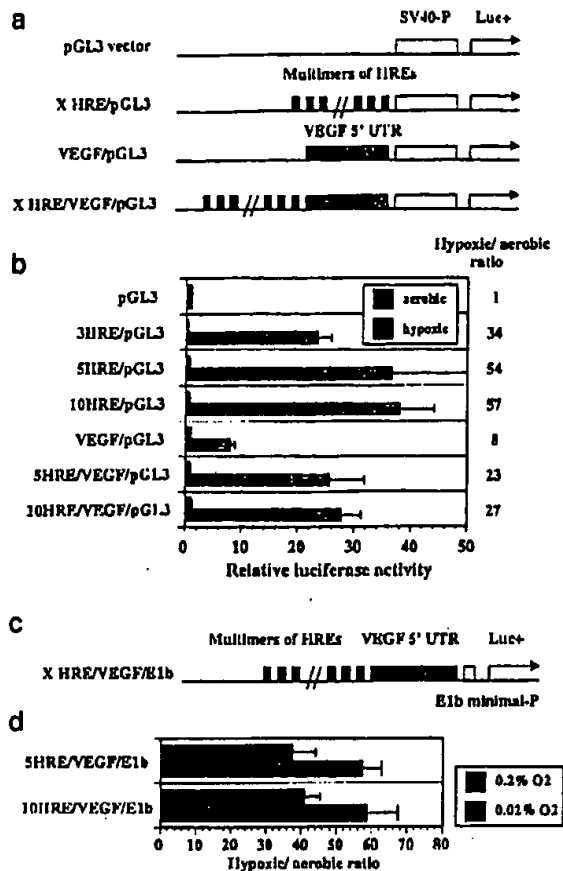 a
SV40-P Luc+
pGL3 vector
Multimers of HREs
X HRE/pGL3
VEGF 5' UTR
VEGF/pGL3
X HRE/VEGF/pGL3
Hypoxic/ aerobic ratio
b
pGL3 1
aerobic
hypoxic
3HRE/pGL3 34
5HRE/pGL3 54
10HRE/pGL3 57
VEGF/pGL3 8
5HRE/VEGF/pGL3 23
10HRE/VEGF/pGL3 27
0 10 20 30 40 50
Relative luciferase activity
c
Multimers of HREs VEGF 5' UTR Luc+
X HRE/VEGF/E1b
E1b minimal-P
d
5HRE/VEGF/E1b
10HRE/VEGF/E1b
0.2% O2
0.02% O2
0 10 20 30 40 50 60 70 80
Hypoxic/ aerobic ratio